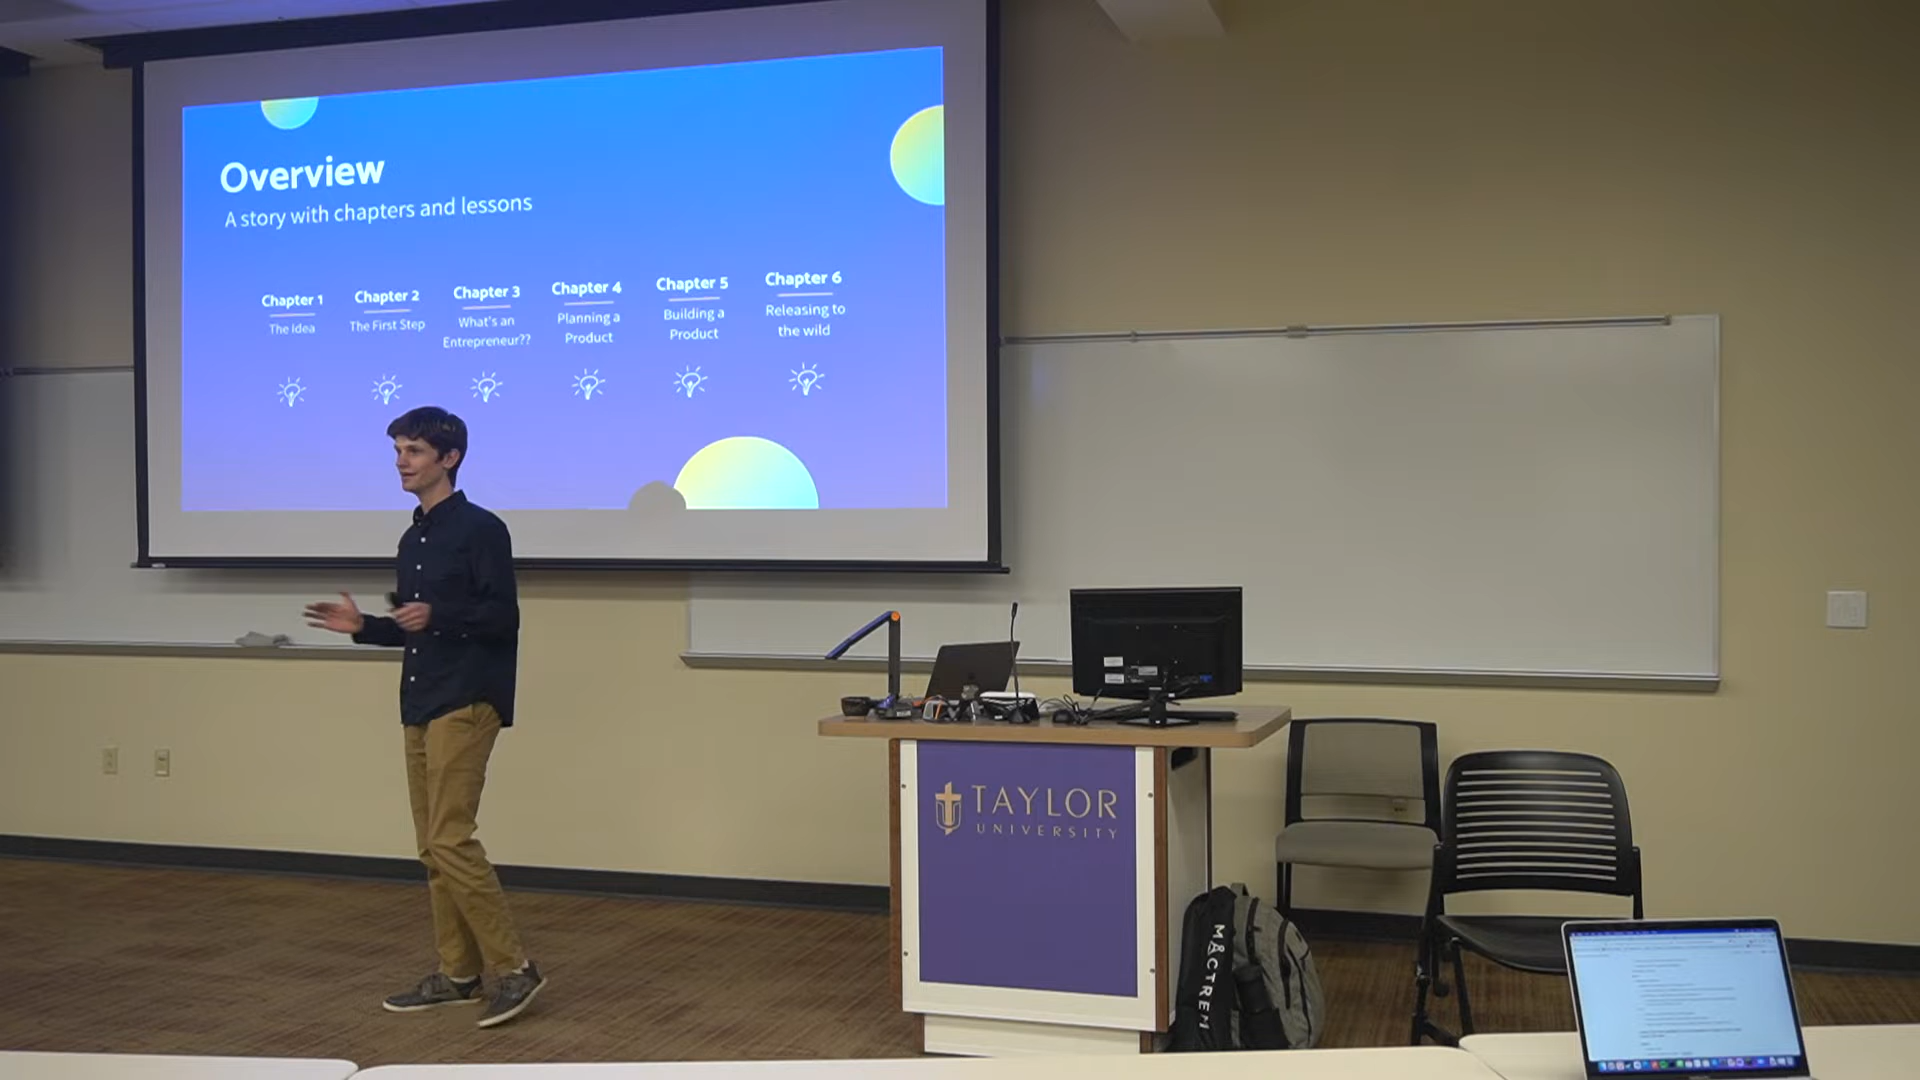 Overview
A story with chapters and lessons
Chapter 1
The Idea
Chapter 2
The First Step
Chapter 3
What's an
Entrepreneur??
Chapter 4
Planning a
Product
Chapter 5
Building a
Product
Chapter 6
Releasing to
the wild
TAYLOR
UNIVERSITY